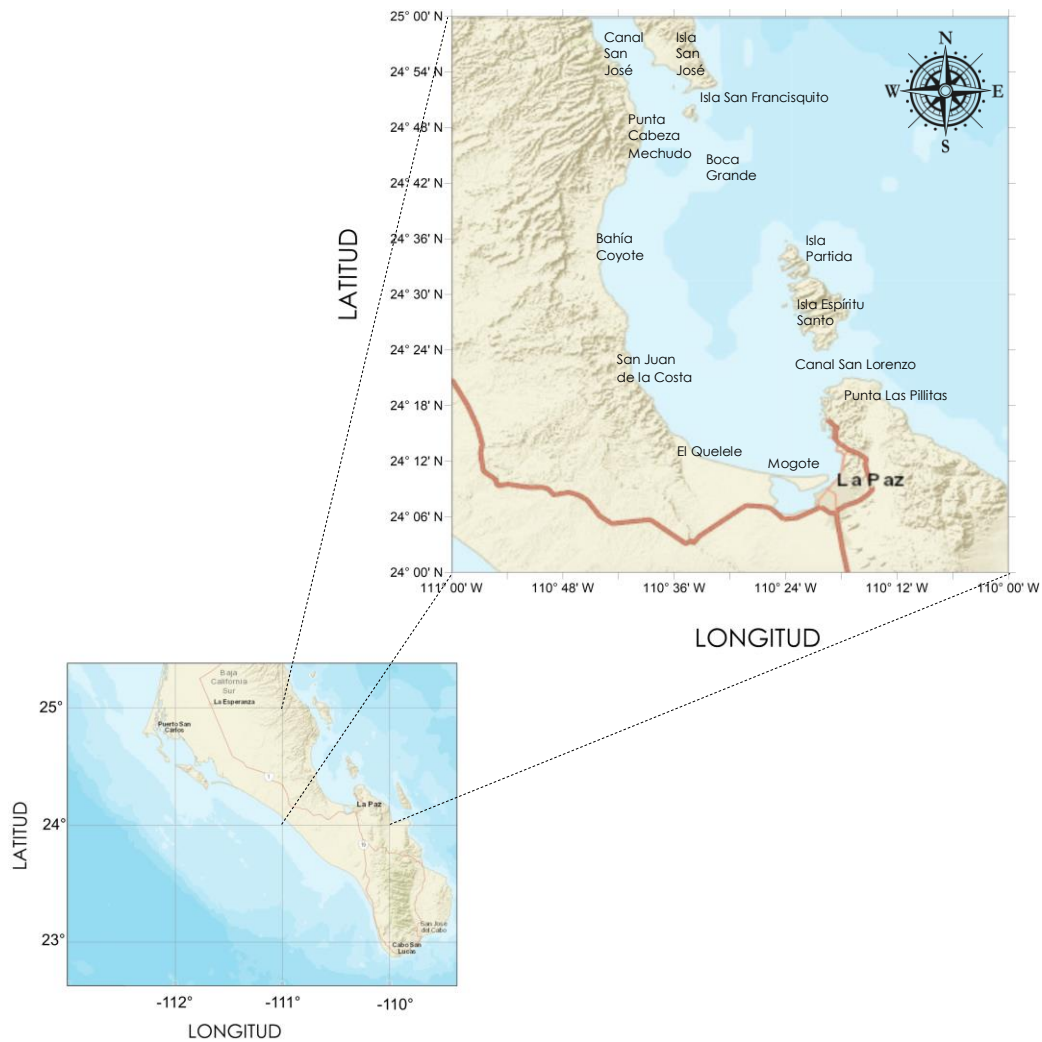 25° 00' N
24° 54' N
24° 48' N
24° 42' N
24° 36' N
24° 30' N
24° 24' N
24° 18' N
24° 12' N
24° 06' N
24° 00' N
LATITUD
Canal
San
José
Isla
San
José
Isla San Francisquito
Punta
Cabeza
Mechudo
Boca
Grande
Bahía
Coyote
Isla
Partida
Isla Espíritu
Santo
San Juan
de la Costa
Canal San Lorenzo
Punta Las Pillitas
El Quelele
Mogote
La Paz
N
W
E
S
111° 00' W
110° 48' W
110° 36' W
110° 24' W
110° 12' W
110° 00' W
LONGITUD
Baja
California
Sur
La Esperanza
Puerto San
Carlos
La Paz
San José
del Cabo
Cabo San
Lucas
25°
24°
23°
LATITUD
-112°
-111°
-110°
LONGITUD